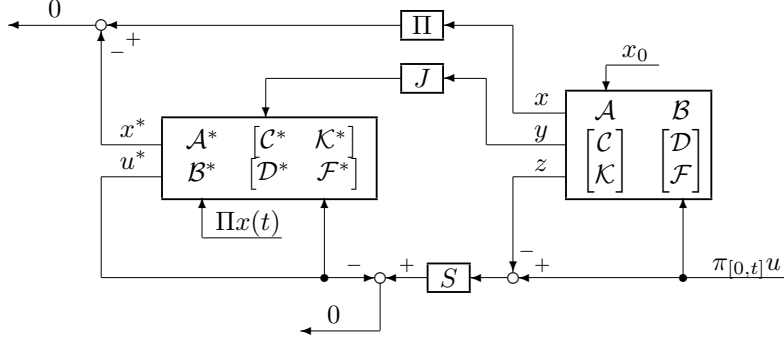 0 Π x₀
− +
J
x* x 𝒜 ℬ
𝒜* [𝒞* 𝒦*] y [𝒞] [𝒟]
u* ℬ* [𝒟* ℱ*] z [𝒦] [ℱ]
Πx(t)
−
− + S + π[0,t]u
0